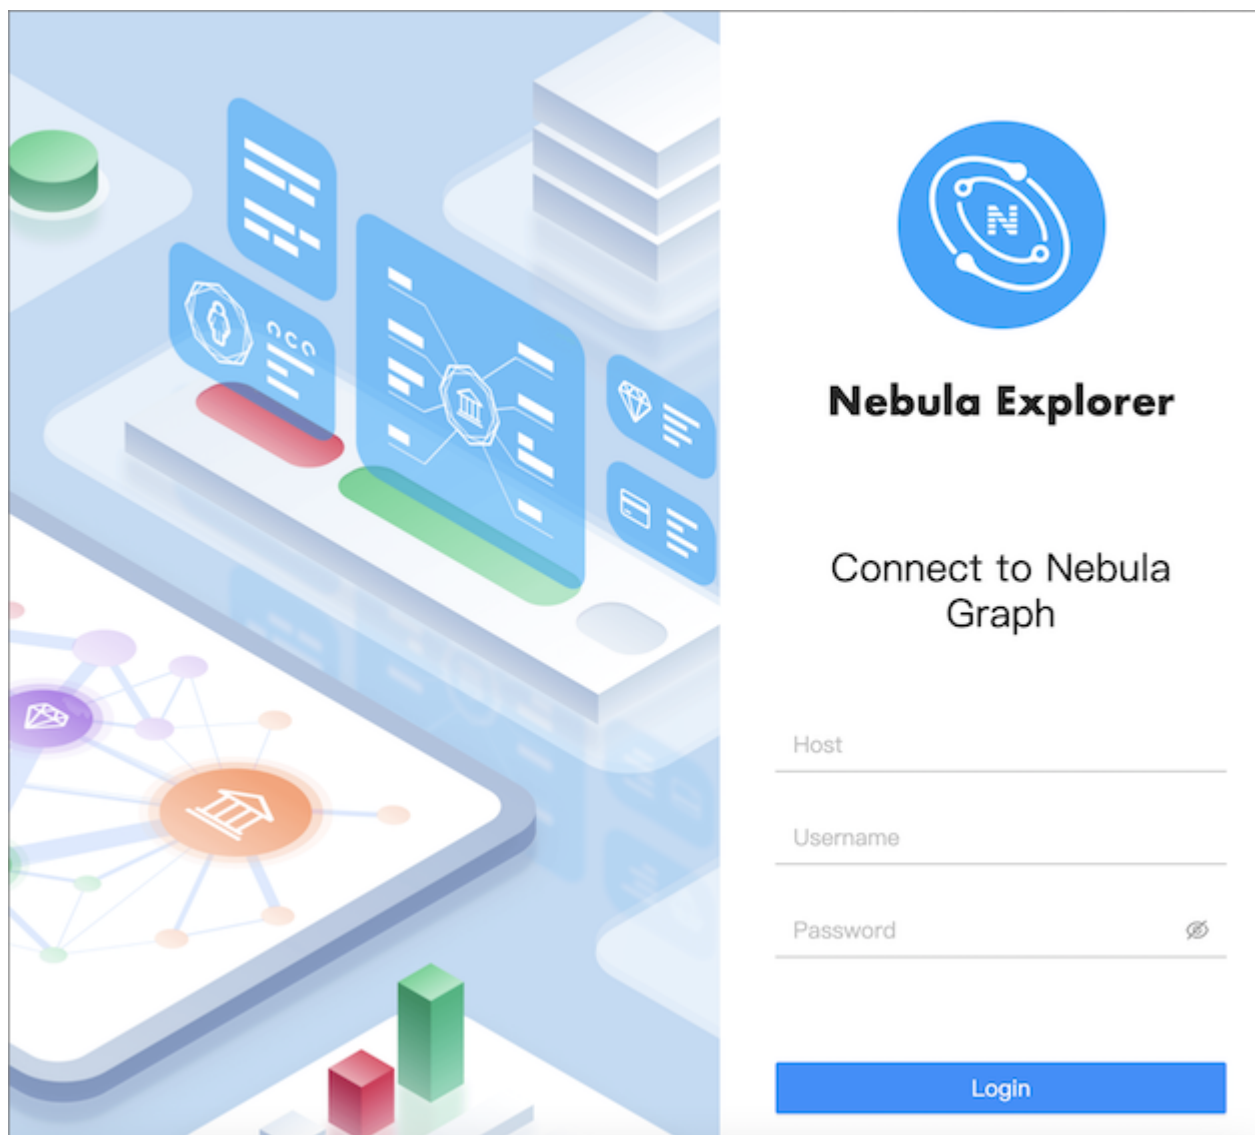 N
Nebula Explorer
Connect to Nebula
Graph
Host
Username
Password
Login